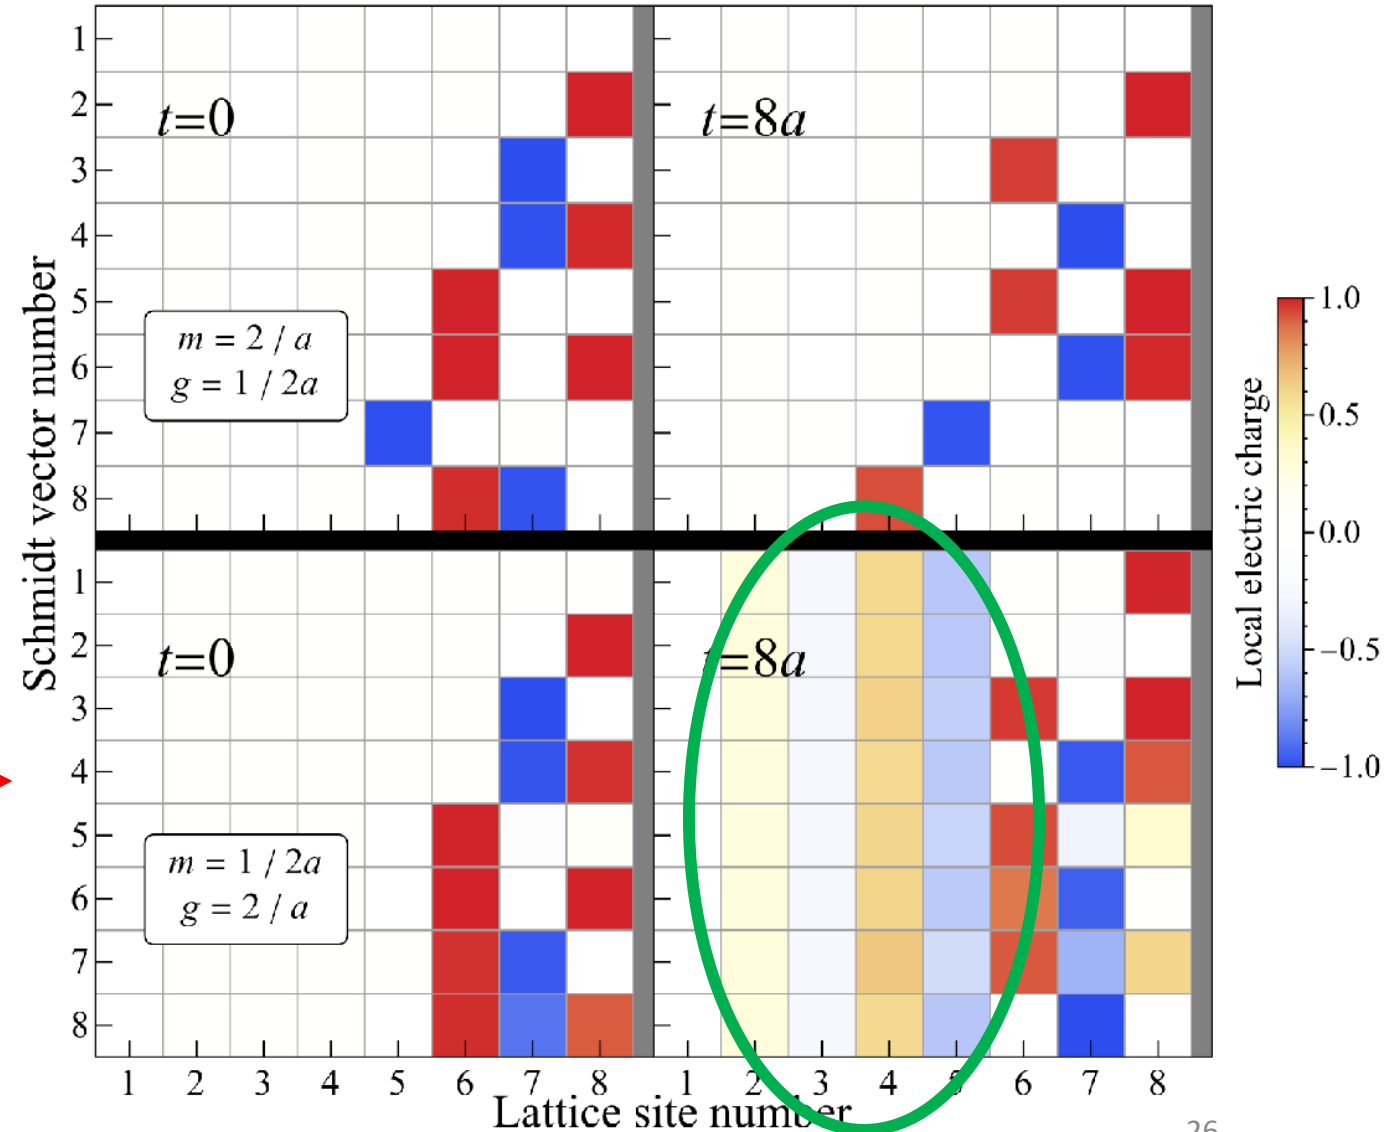 Schmidt vector number
1
2
3
4
5
6
7
8
t=0
m = 2 / a
g = 1 / 2a
t=8a
1
2
3
4
5
6
7
8
t=0
m = 1 / 2a
g = 2 / a
t=8a
1 2 3 4 5 6 7 8 1 2 3 4 5 6 7 8
Lattice site number
Local electric charge
1.0
0.5
0.0
−0.5
−1.0
26